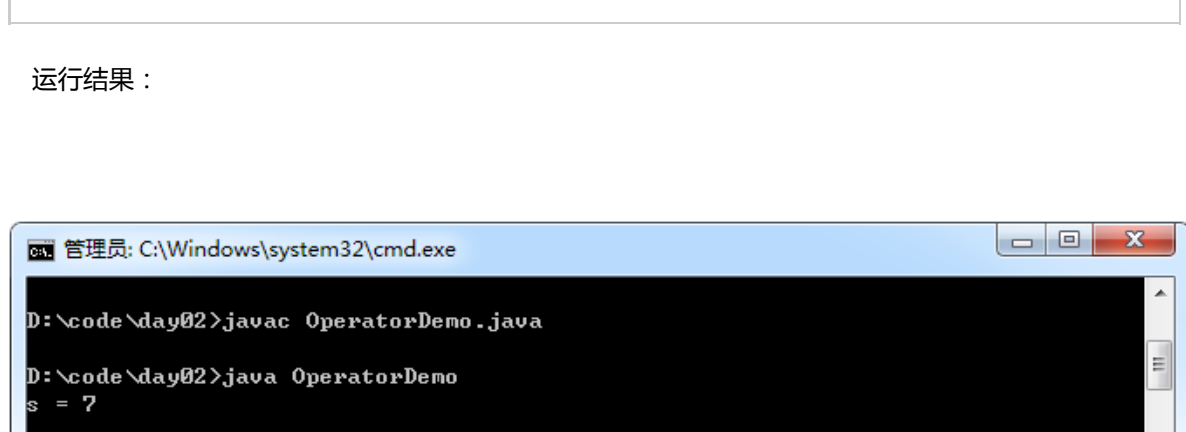 运行结果：
管理员: C:\Windows\system32\cmd.exe
D:\code\day02>javac OperatorDemo.java
D:\code\day02>java OperatorDemo
s = 7